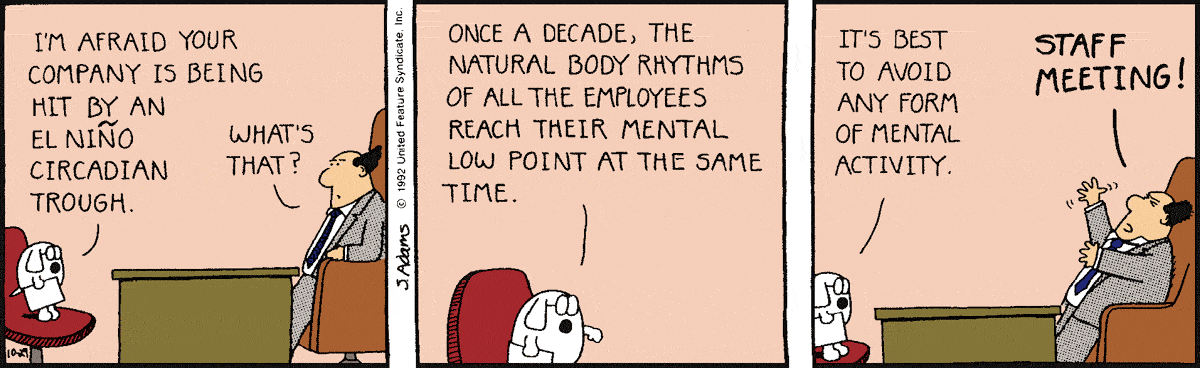 I'M AFRAID YOUR
COMPANY IS BEING
HIT BY AN
EL NIÑO
CIRCADIAN
TROUGH.
WHAT'S
THAT?
10-29
© 1992 United Feature Syndicate, Inc.
S.Adams
ONCE A DECADE, THE
NATURAL BODY RHYTHMS
OF ALL THE EMPLOYEES
REACH THEIR MENTAL
LOW POINT AT THE SAME
TIME.
IT'S BEST
TO AVOID
ANY FORM
OF MENTAL
ACTIVITY.
STAFF
MEETING!